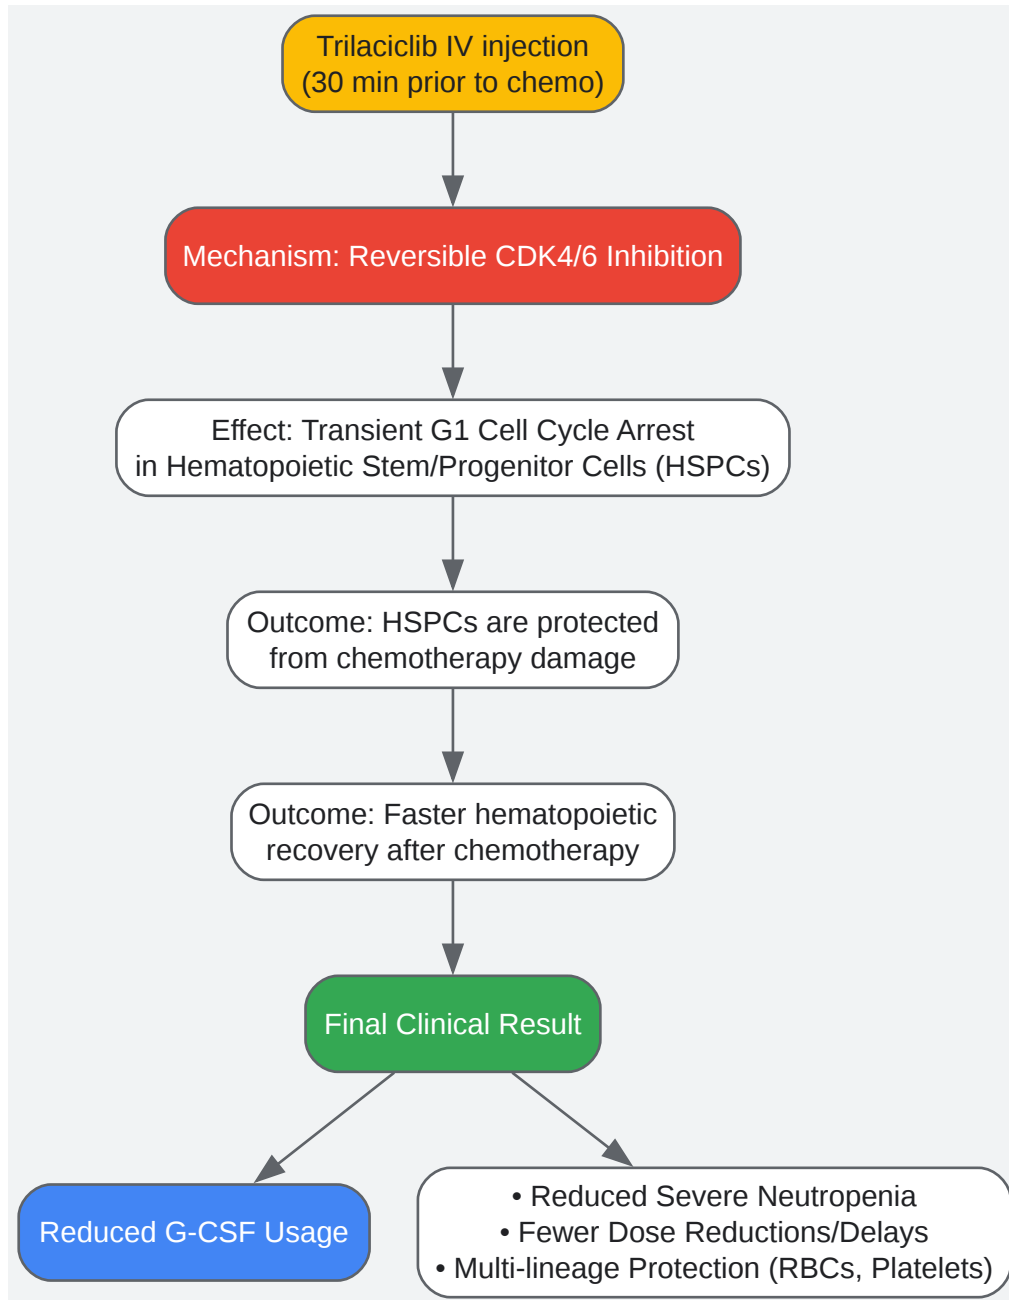 Trilaciclib IV injection
(30 min prior to chemo)
Mechanism: Reversible CDK4/6 Inhibition
Effect: Transient G1 Cell Cycle Arrest
in Hematopoietic Stem/Progenitor Cells (HSPCs)
Outcome: HSPCs are protected
from chemotherapy damage
Outcome: Faster hematopoietic
recovery after chemotherapy
Final Clinical Result
Reduced G-CSF Usage
• Reduced Severe Neutropenia
• Fewer Dose Reductions/Delays
• Multi-lineage Protection (RBCs, Platelets)